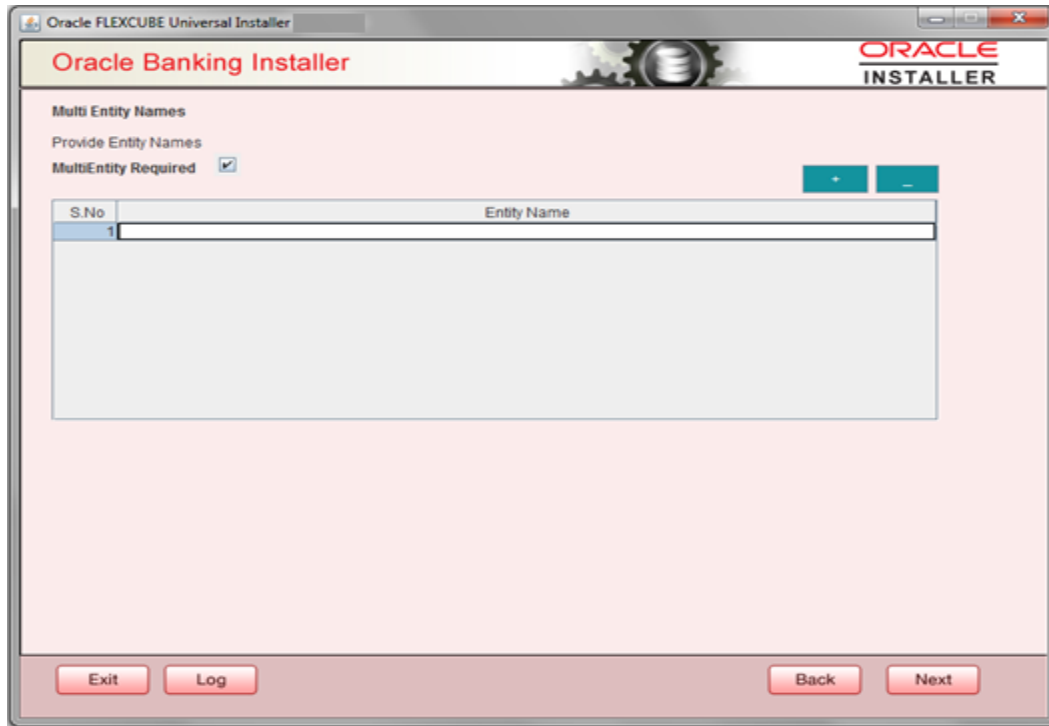 Oracle FLEXCUBE Universal Installer
Oracle Banking Installer
ORACLE
INSTALLER
Multi Entity Names
Provide Entity Names
MultiEntity Required
+ _
S.No Entity Name
1
Exit Log Back Next